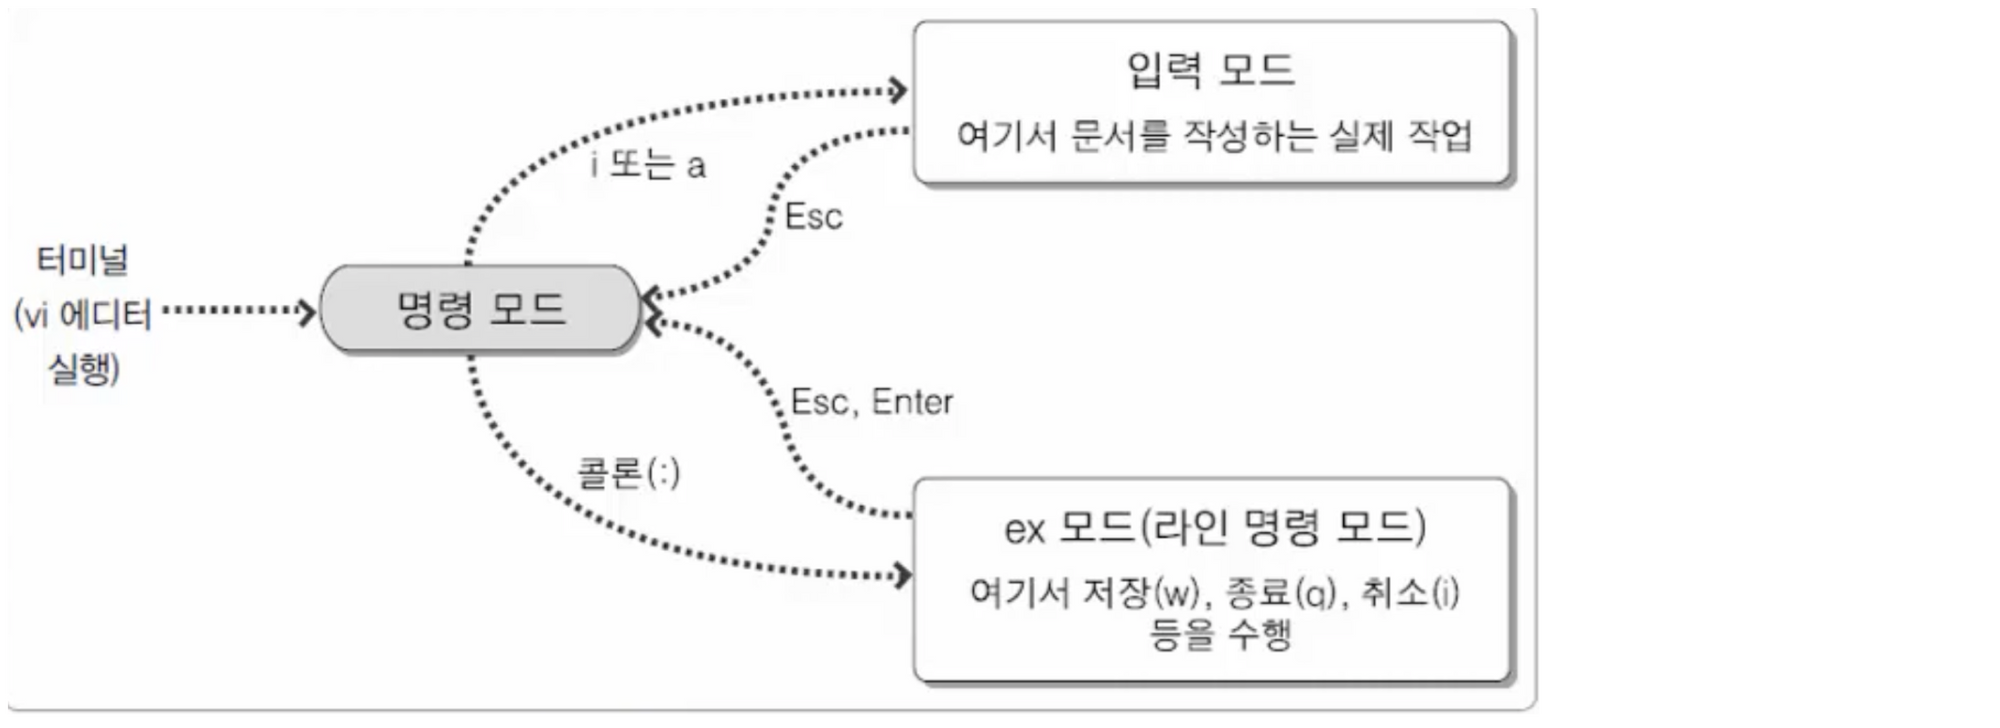 터미널
(vi 에디터
실행)
명령 모드
i 또는 a
Esc
입력 모드
여기서 문서를 작성하는 실제 작업
콜론(:)
Esc, Enter
ex 모드(라인 명령 모드)
여기서 저장(w), 종료(q), 취소(i)
등을 수행